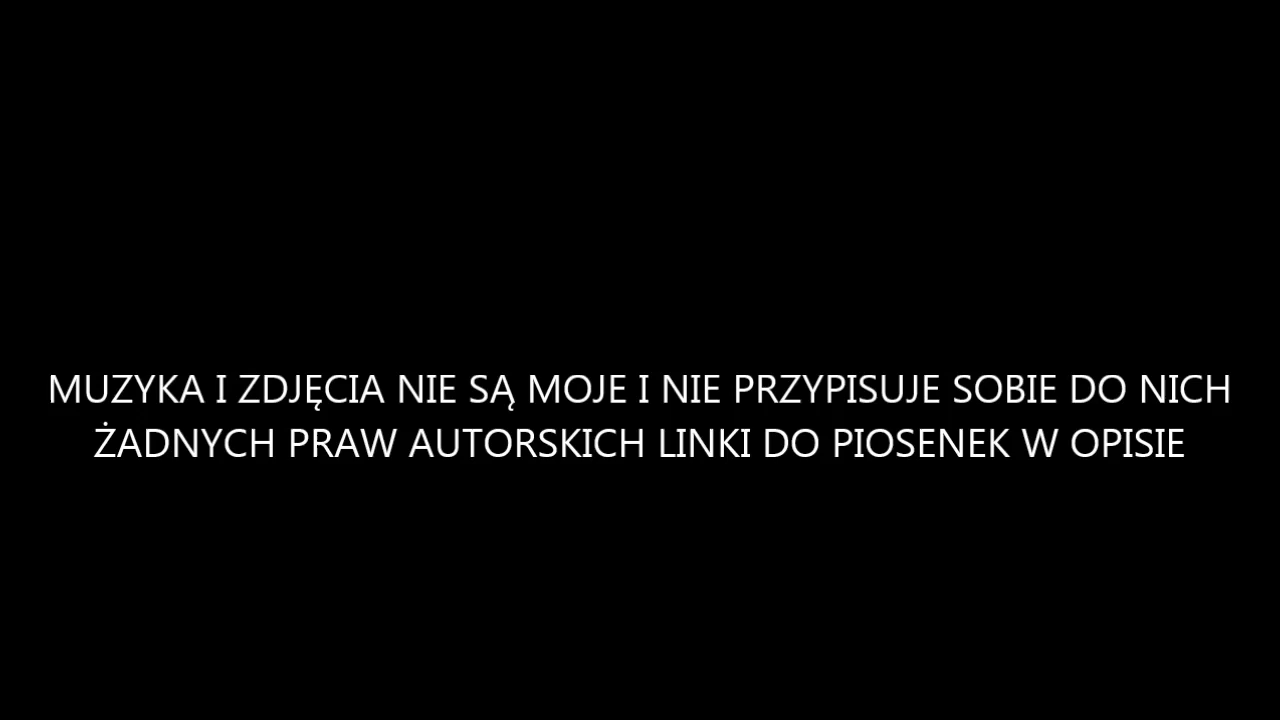 MUZYKA I ZDJĘCIA NIE SĄ MOJE I NIE PRZYPISUJE SOBIE DO NICH
ŻADNYCH PRAW AUTORSKICH LINKI DO PIOSENEK W OPISIE